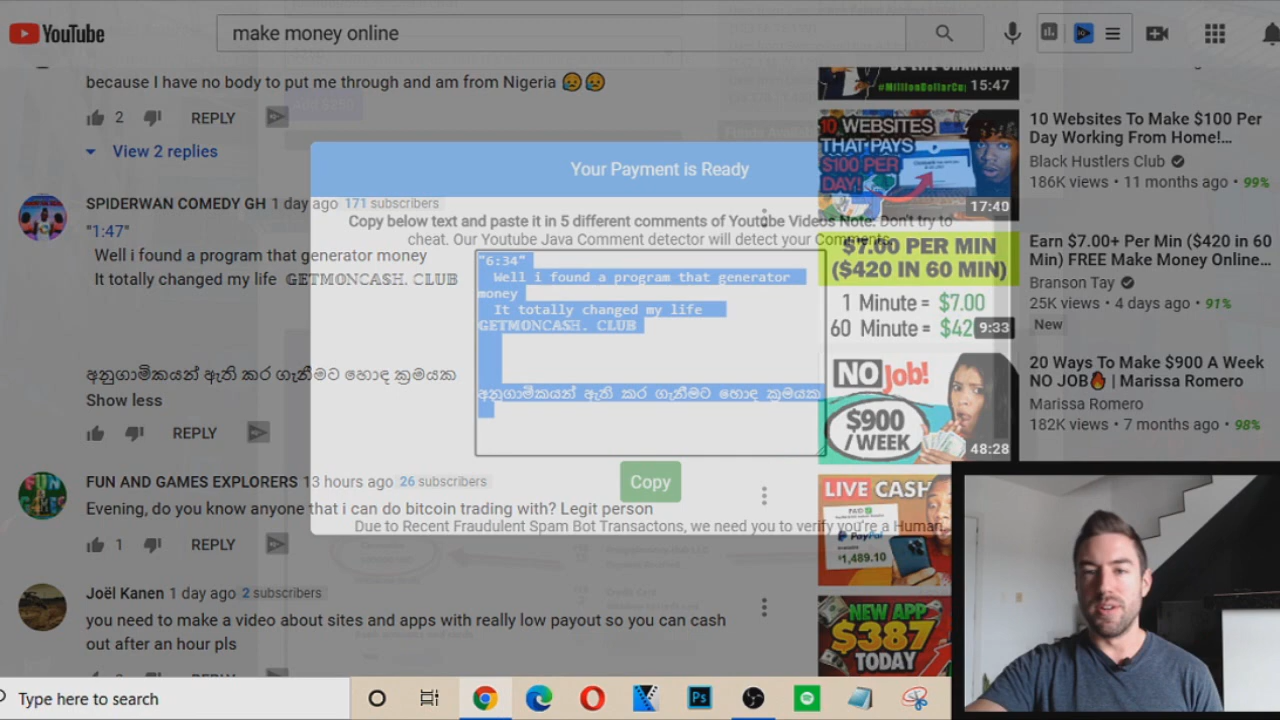 YouTube
make money online
because I have no body to put me through and am from Nigeria 😥😥
2
REPLY
View 2 replies
SPIDERWAN COMEDY GH 1 day ago 171 subscribers
"1:47"
Well i found a program that generator money
It totally changed my life GETMONCASH. CLUB
අනුගාමිකයන් ඇති කර ගැනීමට හොඳ ක්‍රමයක
Show less
REPLY
FUN AND GAMES EXPLORERS 13 hours ago 26 subscribers
Evening, do you know anyone that i can do bitcoin trading with? Legit person
1
REPLY
Joël Kanen 1 day ago 2 subscribers
you need to make a video about sites and apps with really low payout so you can cash
out after an hour pls
Your Payment is Ready
Copy below text and paste it in 5 different comments of Youtube Videos Note: Don't try to
cheat. Our Youtube Java Comment detector will detect your Comments.
"6:34"
Well i found a program that generator
money
It totally changed my life
GETMONCASH. CLUB
අනුගාමිකයන් ඇති කර ගැනීමට හොඳ ක්‍රමයක
Copy
Due to Recent Fraudulent Spam Bot Transactons, we need you to verify you're a Human.
15:47
10 WEBSITES
THAT PAYS
$100 PER
DAY!
17:40
10 Websites To Make $100 Per
Day Working From Home!...
Black Hustlers Club
186K views • 11 months ago • 99%
$7.00 PER MIN
($420 IN 60 MIN)
1 Minute = $7.00
60 Minute = $42
9:33
Earn $7.00+ Per Min ($420 in 60
Min) FREE Make Money Online...
Branson Tay
25K views • 4 days ago • 91%
New
NO Job!
$900
/WEEK
48:28
20 Ways To Make $900 A Week
NO JOB🔥 | Marissa Romero
Marissa Romero
182K views • 7 months ago • 98%
LIVE CASH
PAID ✅
PayPal
$1,489.10
NEW APP
$387
TODAY
Type here to search
Ps